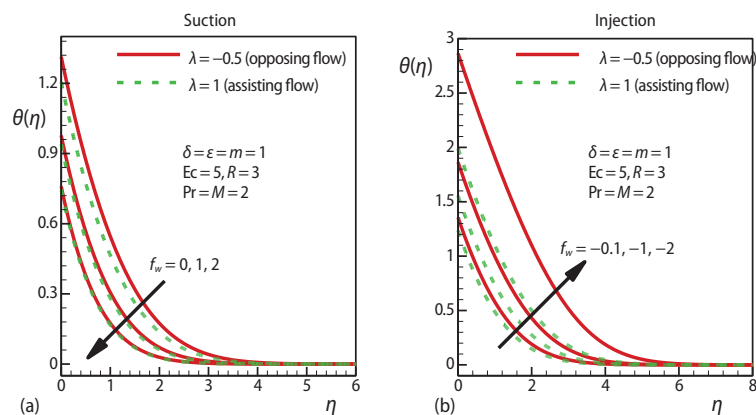 Suction
1.2
θ(η)
0.9
0.6
0.3
0
0 1 2 3 4 5 6
η
(a)
λ = −0.5 (opposing flow)
λ = 1 (assisting flow)
δ = ε = m = 1
Ec = 5, R = 3
Pr = M = 2
f_w = 0, 1, 2
Injection
3
θ(η)
2.5
2
1.5
1
0.5
0
0 2 4 6 8
η
(b)
λ = −0.5 (opposing flow)
λ = 1 (assisting flow)
δ = ε = m = 1
Ec = 5, R = 3
Pr = M = 2
f_w = −0.1, −1, −2